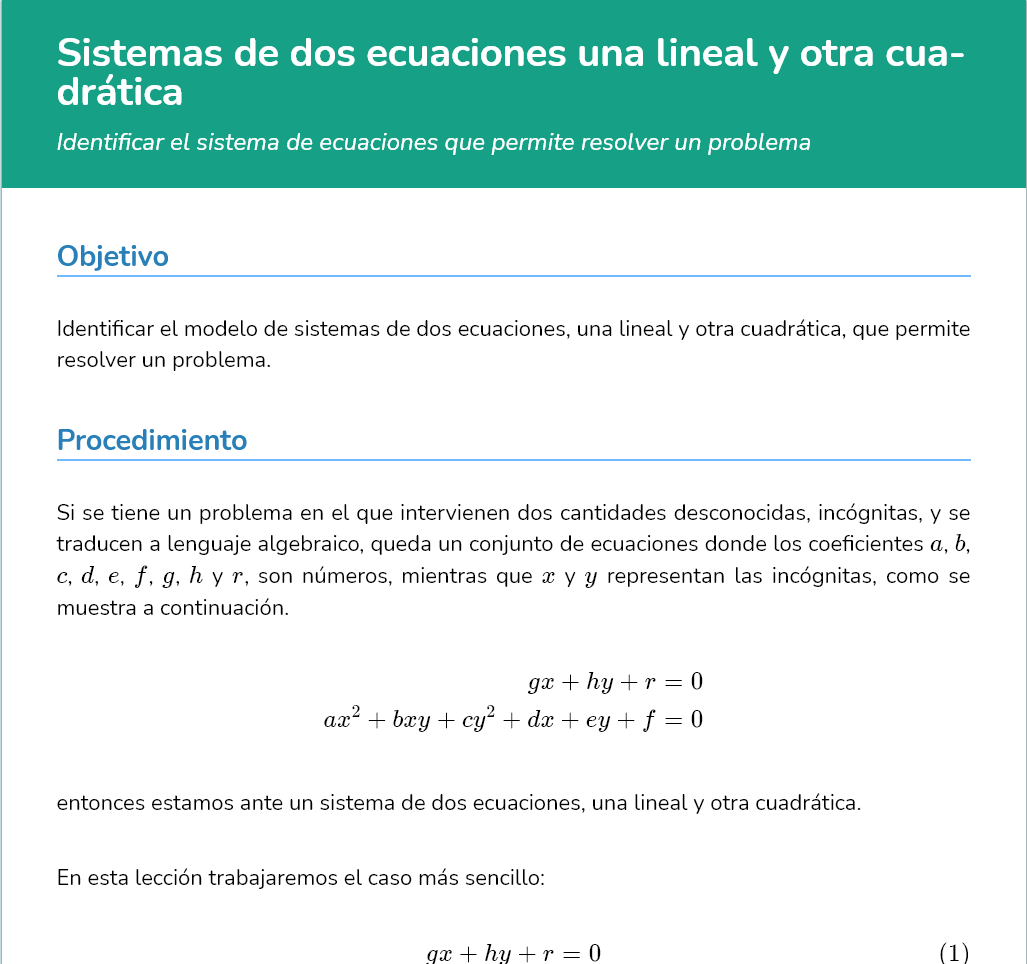 Sistemas de dos ecuaciones una lineal y otra cua-
drática
Identificar el sistema de ecuaciones que permite resolver un problema
Objetivo
Identificar el modelo de sistemas de dos ecuaciones, una lineal y otra cuadrática, que permite
resolver un problema.
Procedimiento
Si se tiene un problema en el que intervienen dos cantidades desconocidas, incógnitas, y se
traducen a lenguaje algebraico, queda un conjunto de ecuaciones donde los coeficientes a, b,
c, d, e, f, g, h y r, son números, mientras que x y y representan las incógnitas, como se
muestra a continuación.
gx + hy + r = 0
ax² + bxy + cy² + dx + ey + f = 0
entonces estamos ante un sistema de dos ecuaciones, una lineal y otra cuadrática.
En esta lección trabajaremos el caso más sencillo:
gx + hy + r = 0 (1)